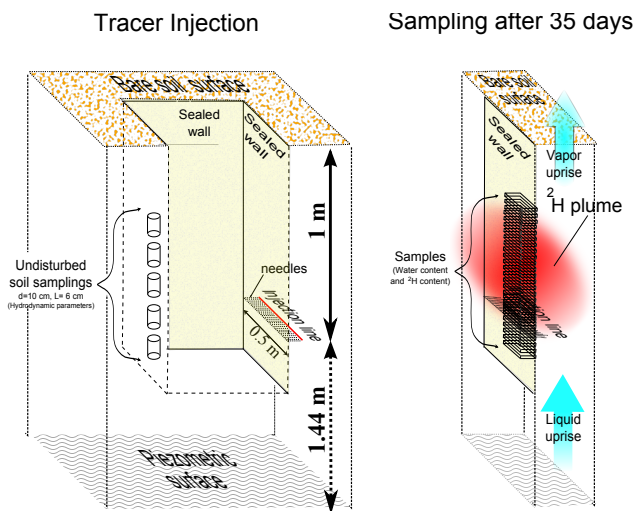 Tracer Injection
Bare soil surface
Sealed
wall
Sealed
wall
1 m
Undisturbed
soil samplings
d=10 cm, L= 6 cm
(Hydrodynamic parameters)
needles
injection line
0.5 m
1.44 m
Piezometric
surface
Sampling after 35 days
Bare soil
surface
Sealed
wall
Vapor
uprise
2H plume
Samples
(Water content
and 2H content)
injection line
Liquid
uprise